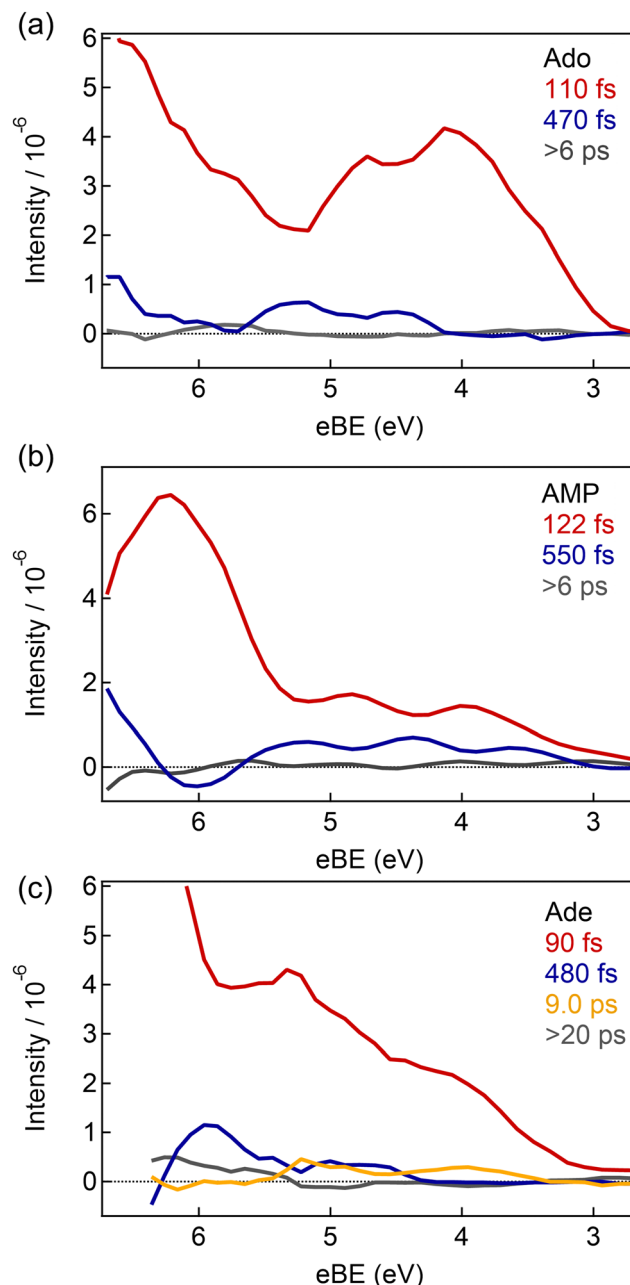 (a)
6
5
4
3
2
1
0
Intensity / 10⁻⁶
Ado
110 fs
470 fs
>6 ps
6 5 4 3
eBE (eV)
(b)
6
4
2
0
Intensity / 10⁻⁶
AMP
122 fs
550 fs
>6 ps
6 5 4 3
eBE (eV)
(c)
6
5
4
3
2
1
0
Intensity / 10⁻⁶
Ade
90 fs
480 fs
9.0 ps
>20 ps
6 5 4 3
eBE (eV)